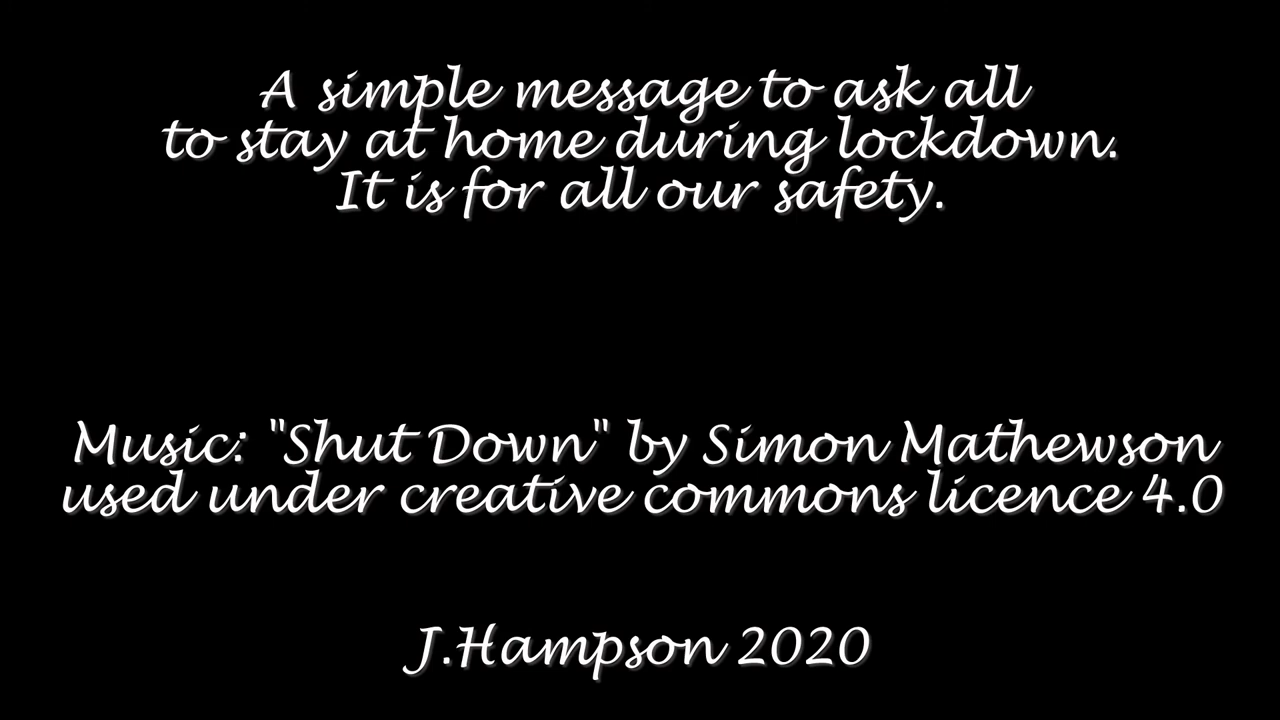 A simple message to ask all
to stay at home during lockdown.
It is for all our safety.
Music: "Shut Down" by Simon Mathewson
used under creative commons licence 4.0
J.Hampson 2020